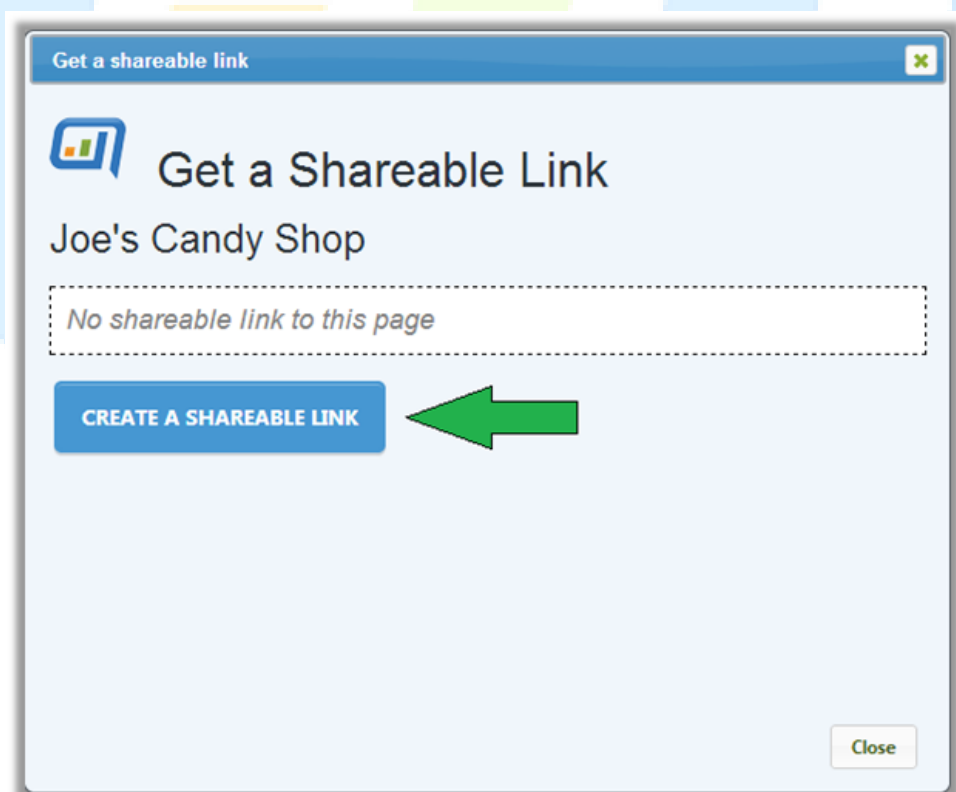 Get a shareable link
Get a Shareable Link
Joe's Candy Shop
No shareable link to this page
CREATE A SHAREABLE LINK
Close